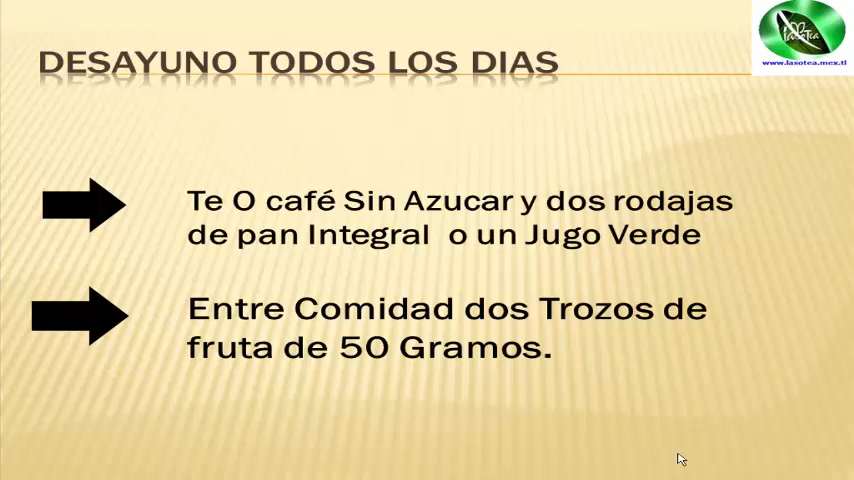 DESAYUNO TODOS LOS DIAS
laSotea
www.lasotea.mex.tl
Te O café Sin Azucar y dos rodajas
de pan Integral o un Jugo Verde
Entre Comidad dos Trozos de
fruta de 50 Gramos.